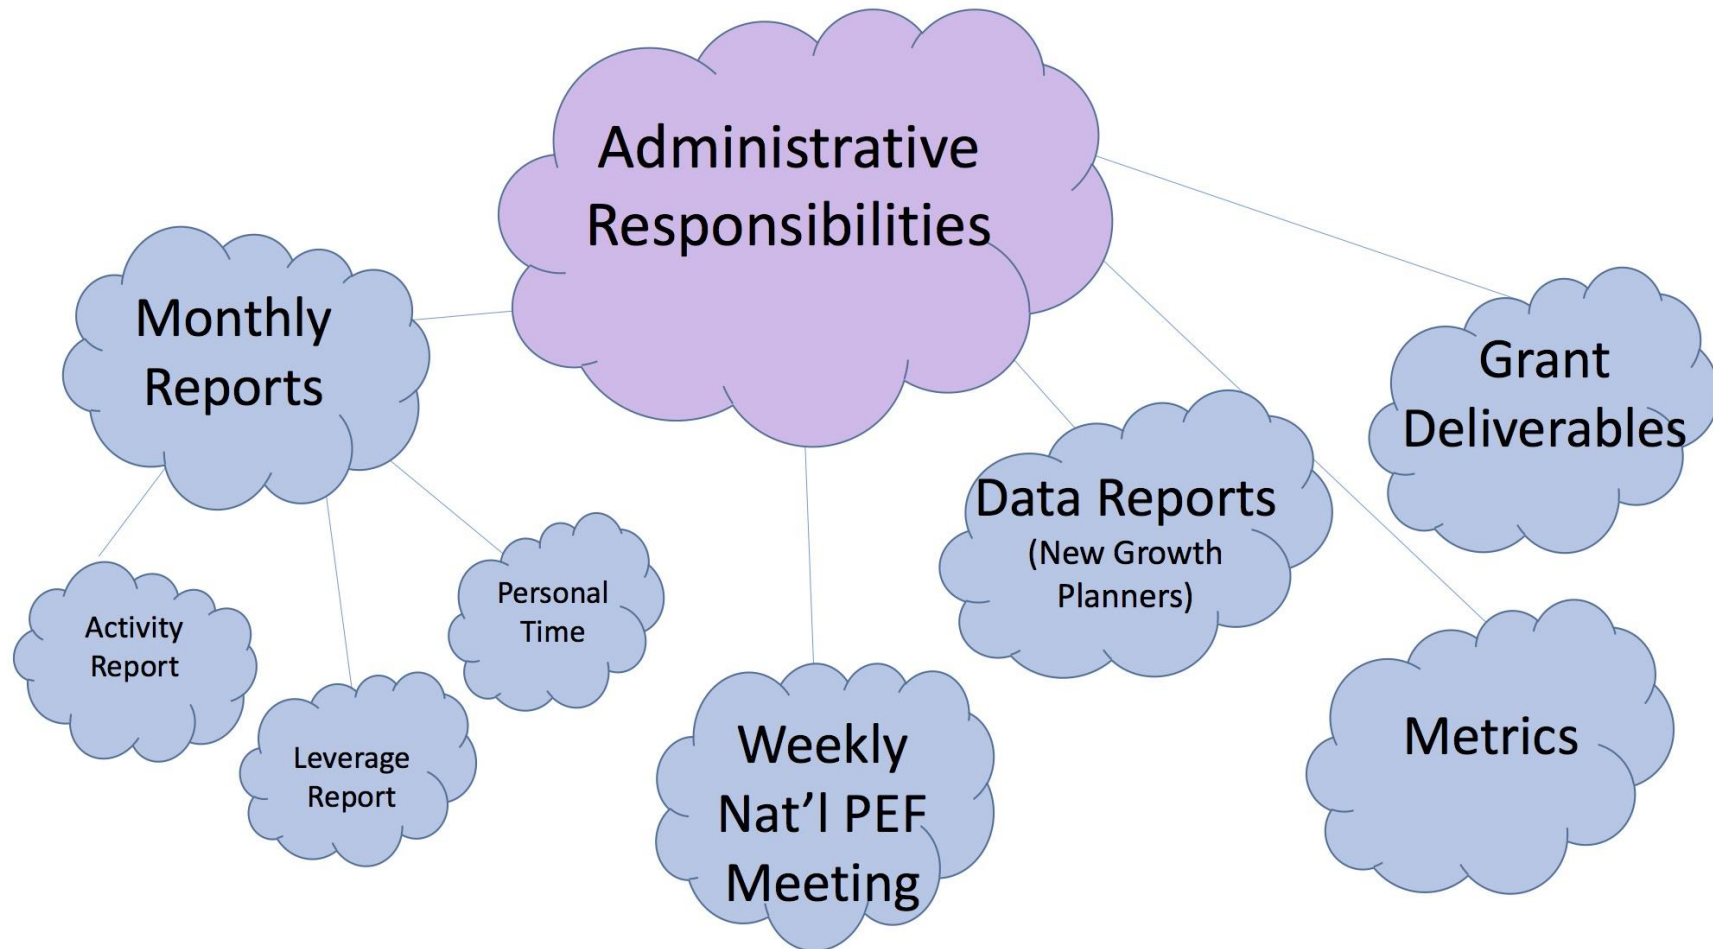 Administrative
Responsibilities
Monthly
Reports
Activity
Report
Leverage
Report
Personal
Time
Weekly
Nat’l PEF
Meeting
Data Reports
(New Growth
Planners)
Metrics
Grant
Deliverables